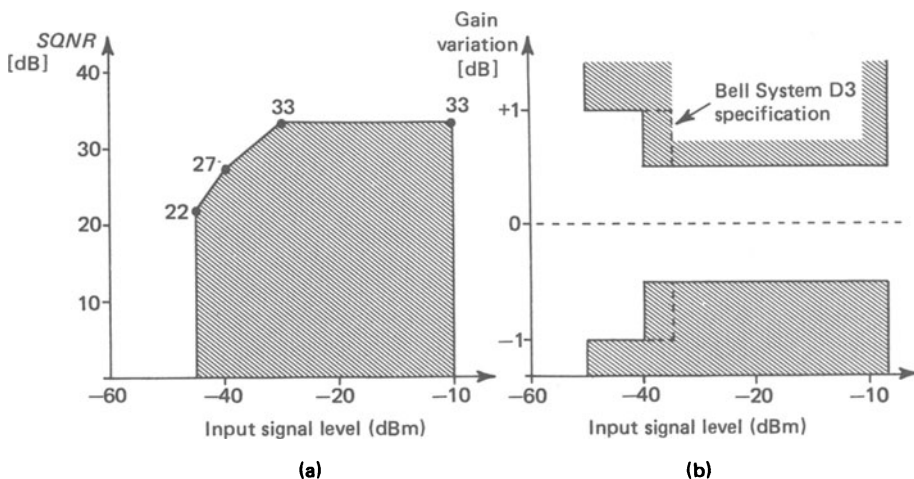 SQNR
[dB]
40
30
20
10
33
33
27
22
−60
−40
−20
−10
Input signal level (dBm)
(a)
Gain
variation
[dB]
+1
0
−1
Bell System D3
specification
−60
−40
−20
−10
Input signal level (dBm)
(b)